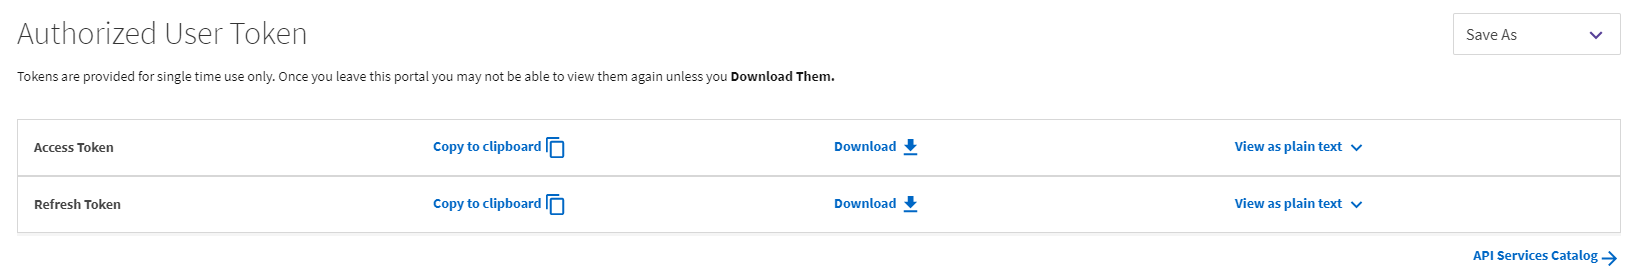 Authorized User Token
Save As
Tokens are provided for single time use only. Once you leave this portal you may not be able to view them again unless you Download Them.
Access Token Copy to clipboard Download View as plain text
Refresh Token Copy to clipboard Download View as plain text
API Services Catalog